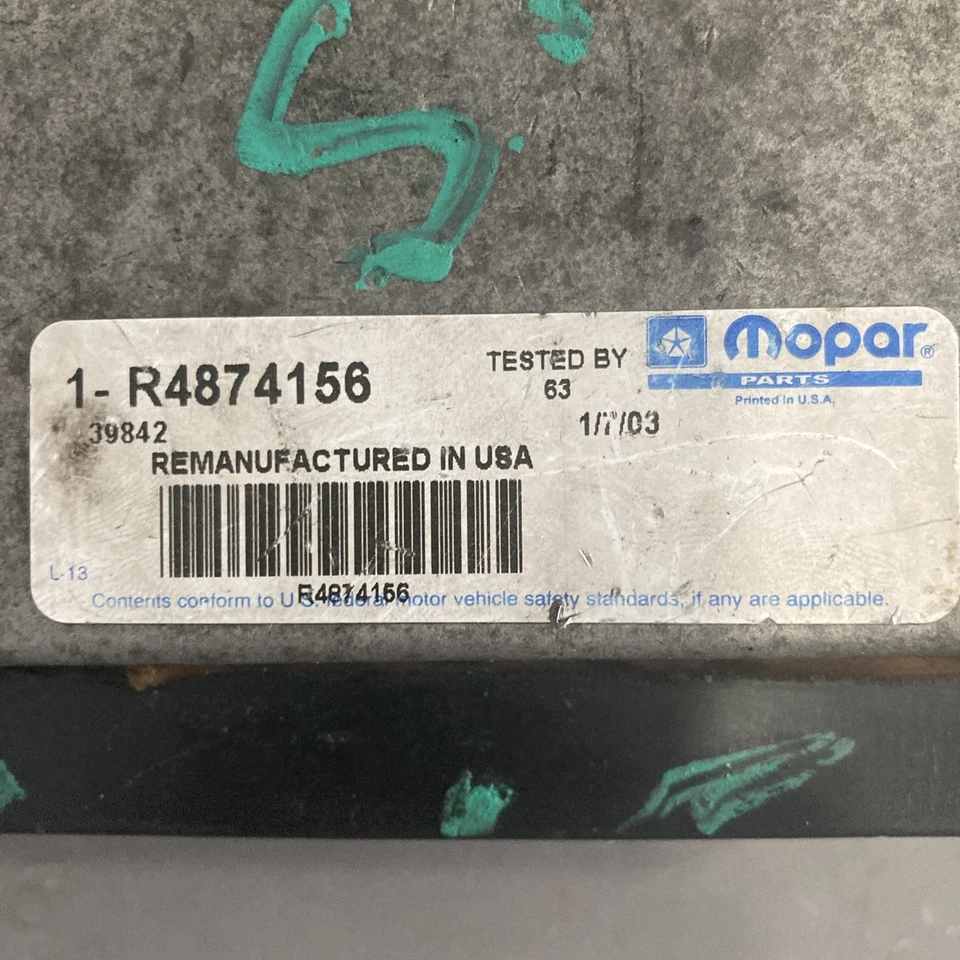 5
1- R4874156
TESTED BY
63
Mopar®
PARTS
Printed in U.S.A.
39842
1/7/03
REMANUFACTURED IN USA
R4874156
L-13
Contents conform to U.S. federal motor vehicle safety standards, if any are applicable.